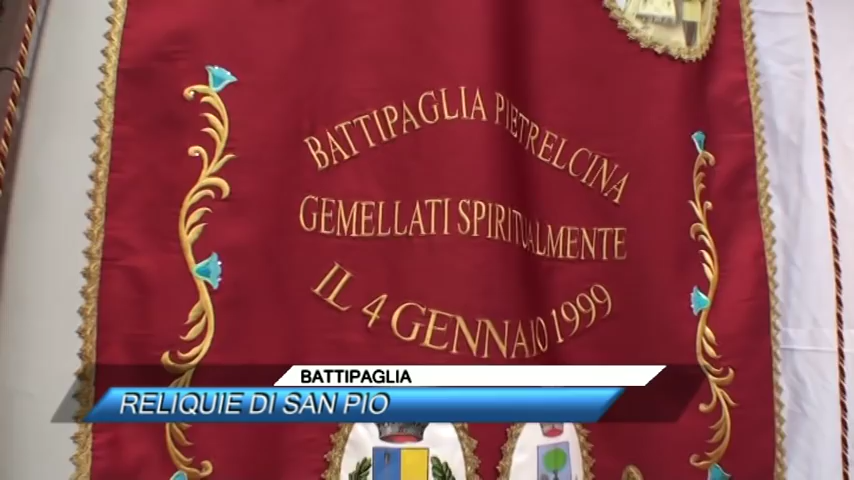 BATTIPAGLIA PIETRELCINA
GEMELLATI SPIRITUALMENTE
IL 4 GENNAIO 1999
BATTIPAGLIA
RELIQUIE DI SAN PIO